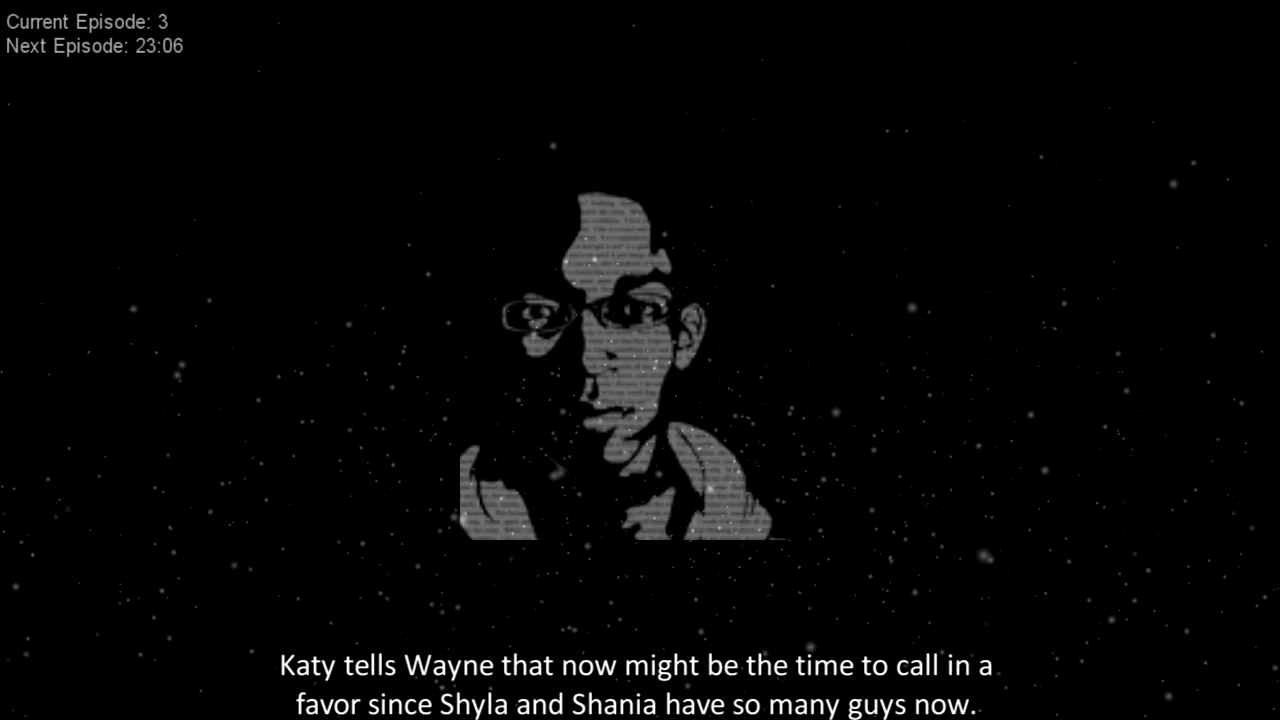 Current Episode: 3
Next Episode: 23:06
Katy tells Wayne that now might be the time to call in a
favor since Shyla and Shania have so many guys now.